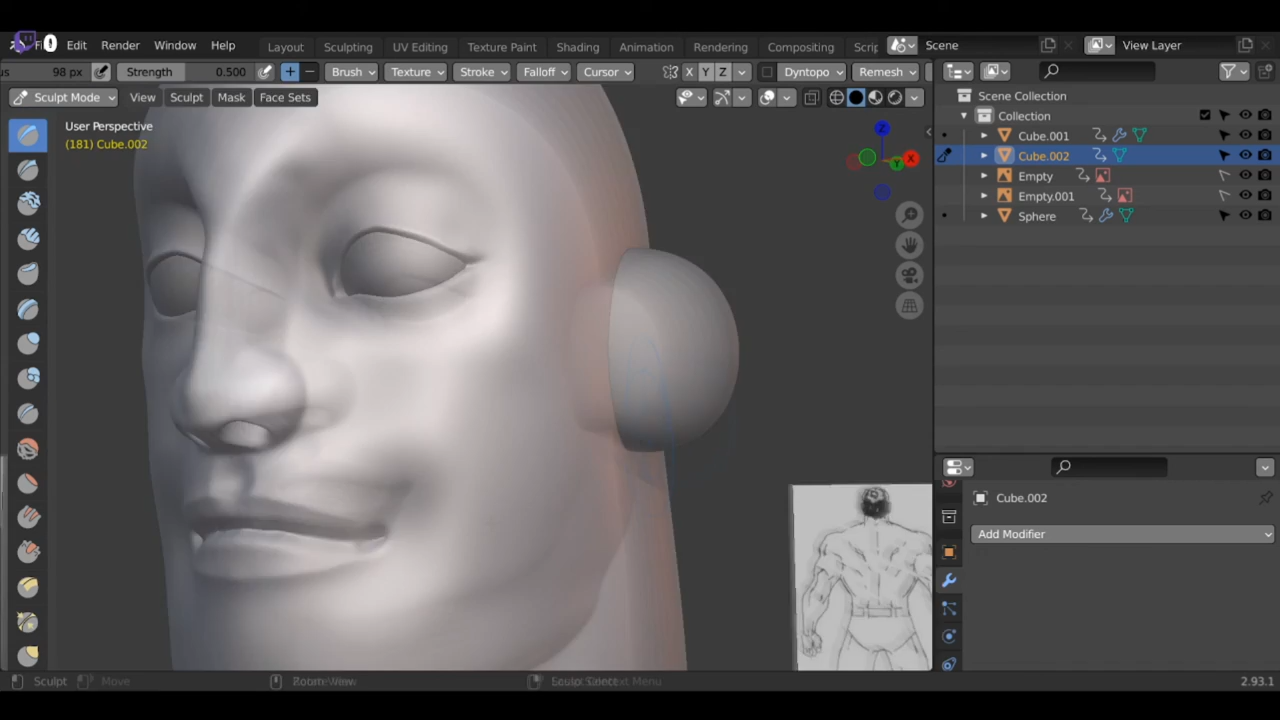 Fi Edit Render Window Help Layout Sculpting UV Editing Texture Paint Shading Animation Rendering Compositing Scrip Scene View Layer
us 98 px Strength 0.500 + − Brush Texture Stroke Falloff Cursor X Y Z Dyntopo Remesh
Sculpt Mode View Sculpt Mask Face Sets
Scene Collection
Collection
User Perspective
(181) Cube.002
Z
X
Y
Cube.001
Cube.002
Empty
Empty.001
Sphere
Cube.002
Add Modifier
Sculpt Move 2.93.1